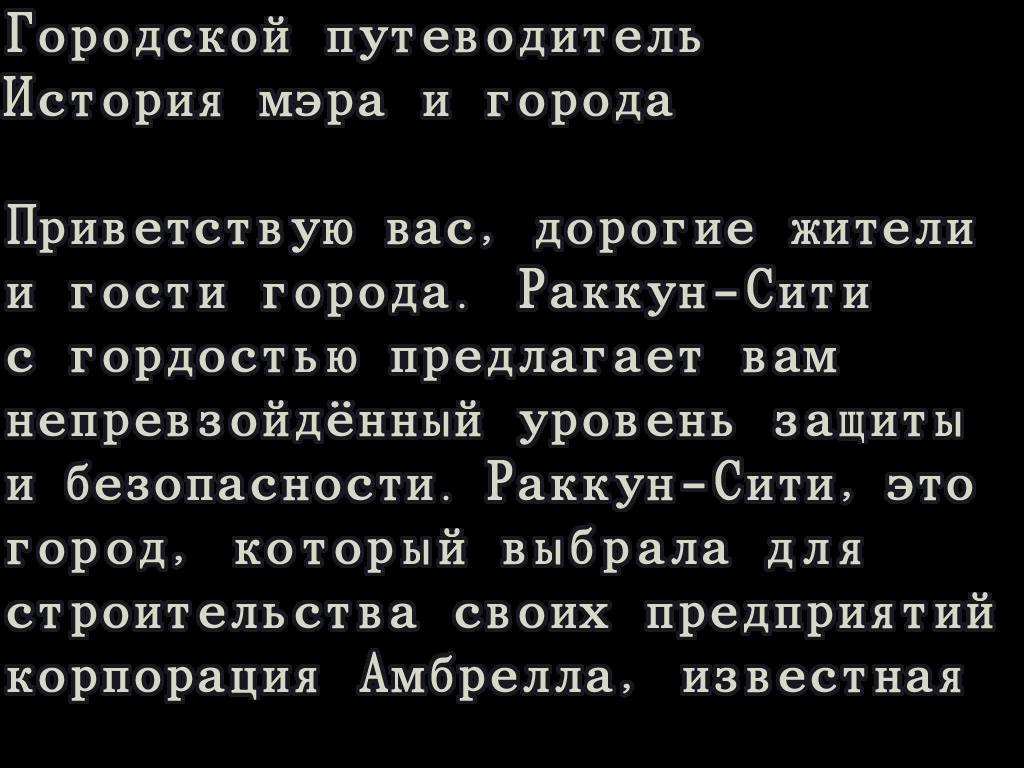 Городской путеводитель
История мэра и города
Приветствую вас, дорогие жители
и гости города. Раккун-Сити
с гордостью предлагает вам
непревзойдённый уровень защиты
и безопасности. Раккун-Сити, это
город, который выбрала для
строительства своих предприятий
корпорация Амбрелла, известная